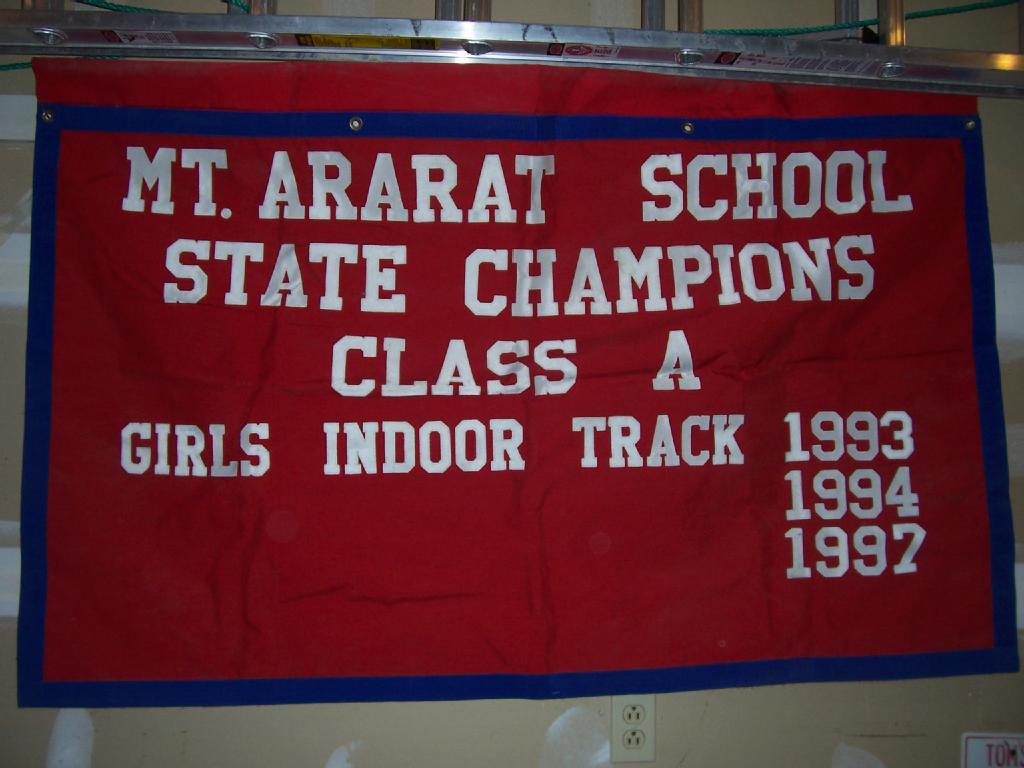 MT. ARARAT SCHOOL
STATE CHAMPIONS
CLASS A
GIRLS INDOOR TRACK 1993
1994
1997